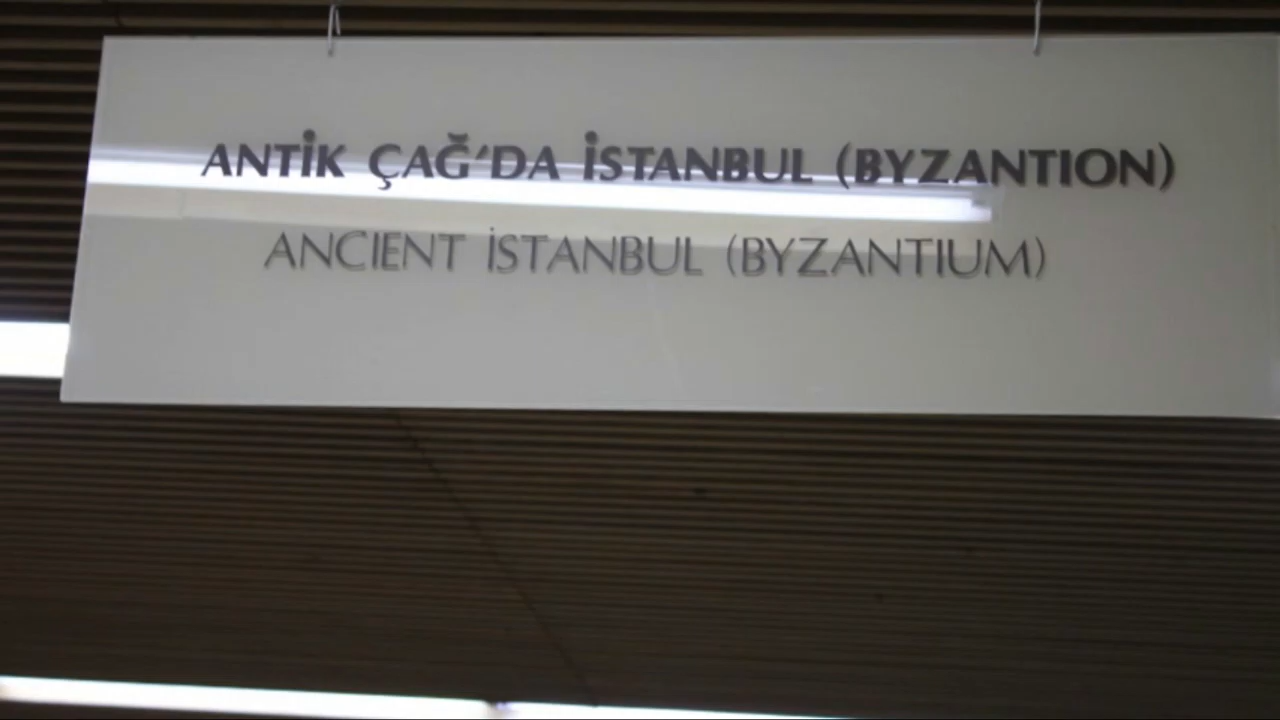 ANTİK ÇAĞ'DA İSTANBUL (BYZANTION)
ANCIENT İSTANBUL (BYZANTIUM)